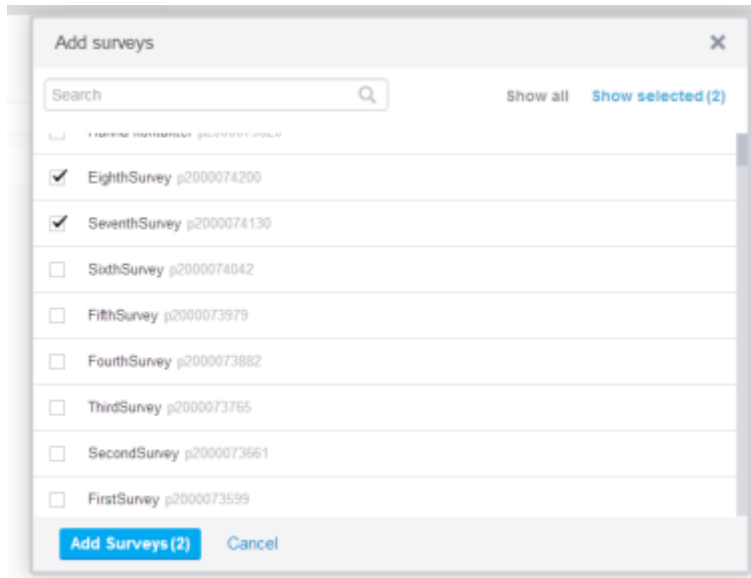 Add surveys
Search
Show all Show selected (2)
EighthSurvey p2000074200
SeventhSurvey p2000074130
SixthSurvey p2000074042
FifthSurvey p2000073979
FourthSurvey p2000073882
ThirdSurvey p2000073765
SecondSurvey p2000073661
FirstSurvey p2000073599
Add Surveys (2) Cancel